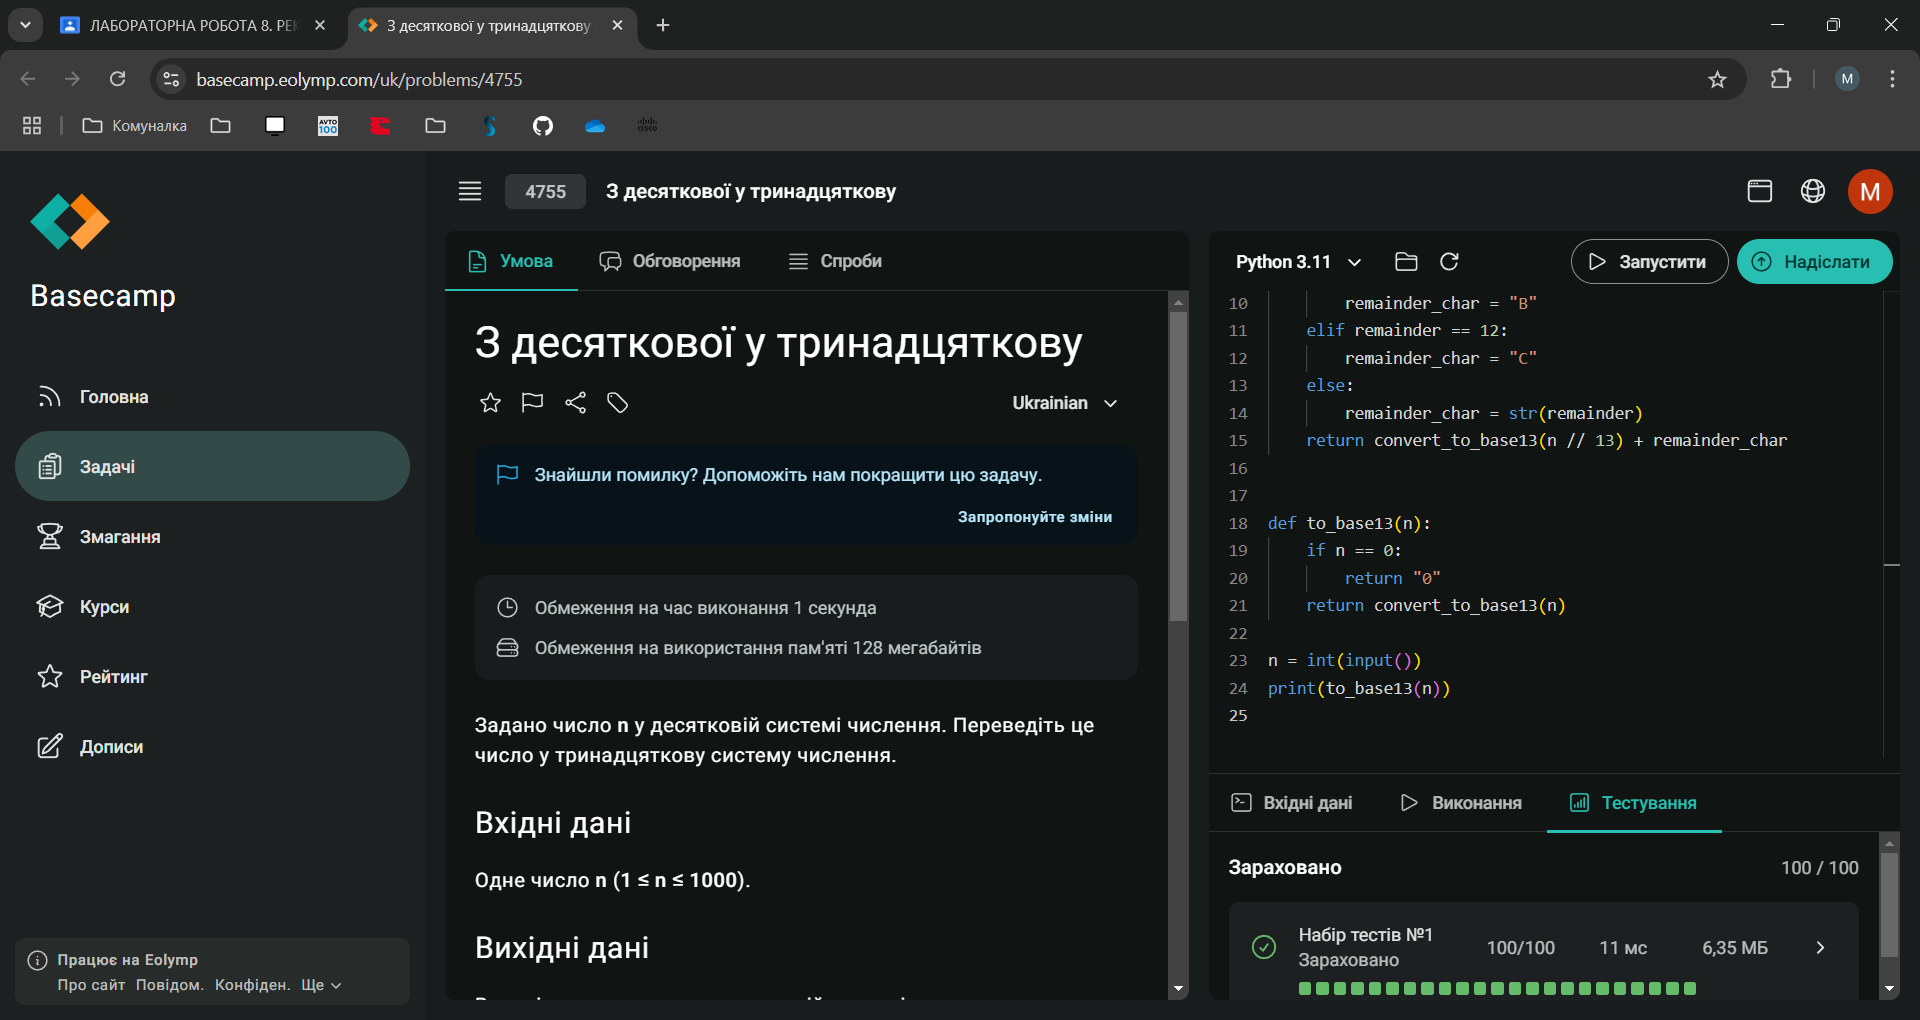 ЛАБОРАТОРНА РОБОТА 8. РЕК
З десяткової у тринадцяткову
basecamp.eolymp.com/uk/problems/4755
M
Комуналка
AVTO
100
cisco
Basecamp
Головна
Задачі
Змагання
Курси
Рейтинг
Дописи
Працює на Eolymp
Про сайт Повідом. Конфіден. Ще
4755 З десяткової у тринадцяткову
M
Умова Обговорення Спроби
З десяткової у тринадцяткову
Ukrainian
Знайшли помилку? Допоможіть нам покращити цю задачу.
Запропонуйте зміни
Обмеження на час виконання 1 секунда
Обмеження на використання пам'яті 128 мегабайтів
Задано число n у десятковій системі числення. Переведіть це
число у тринадцяткову систему числення.
Вхідні дані
Одне число n (1 ≤ n ≤ 1000).
Вихідні дані
Python 3.11 Запустити Надіслати
10 remainder_char = "B"
11 elif remainder == 12:
12 remainder_char = "C"
13 else:
14 remainder_char = str(remainder)
15 return convert_to_base13(n // 13) + remainder_char
16
17
18 def to_base13(n):
19 if n == 0:
20 return "0"
21 return convert_to_base13(n)
22
23 n = int(input())
24 print(to_base13(n))
25
Вхідні дані Виконання Тестування
Зараховано 100 / 100
Набір тестів №1 100/100 11 мс 6,35 МБ
Зараховано